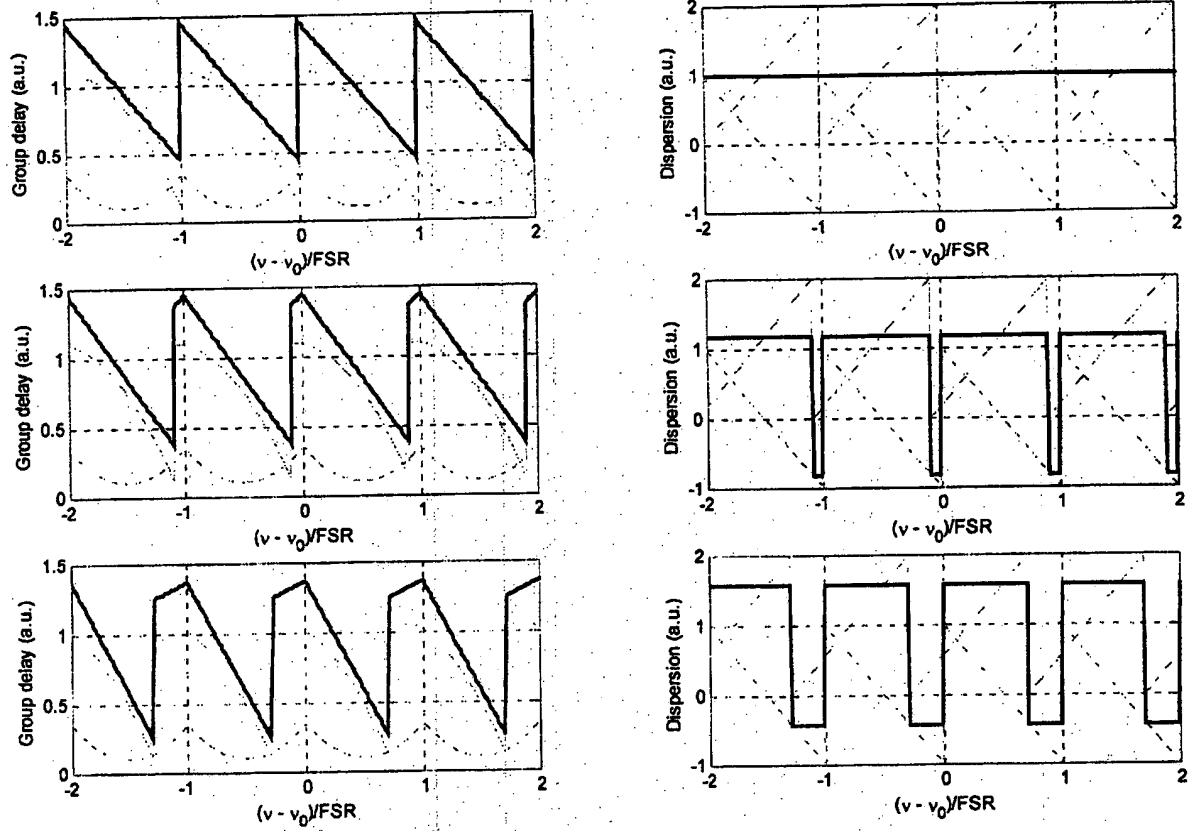 Group delay (a.u.)
1.5
1
0.5
0
-2 -1 0 1 2
(ν - ν0)/FSR
Dispersion (a.u.)
2
1
0
-1
-2 -1 0 1 2
(ν - ν0)/FSR
Group delay (a.u.)
1.5
1
0.5
0
-2 -1 0 1 2
(ν - ν0)/FSR
Dispersion (a.u.)
2
1
0
-1
-2 -1 0 1 2
(ν - ν0)/FSR
Group delay (a.u.)
1.5
1
0.5
0
-2 -1 0 1 2
(ν - ν0)/FSR
Dispersion (a.u.)
2
1
0
-1
-2 -1 0 1 2
(ν - ν0)/FSR